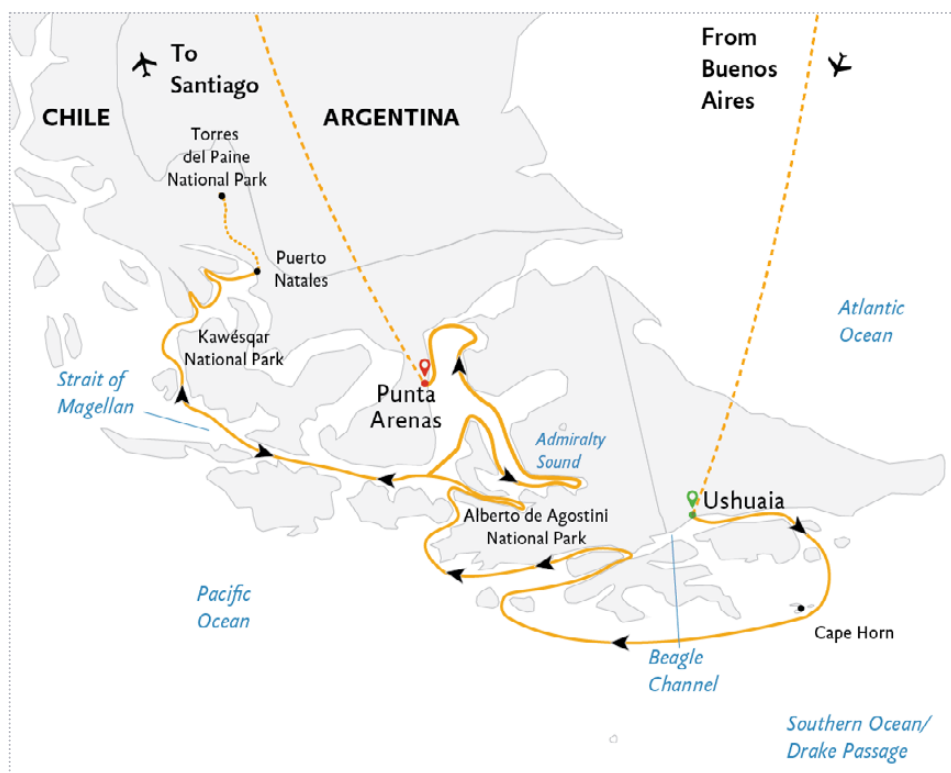 To
Santiago
From
Buenos
Aires
CHILE
ARGENTINA
Torres
del Paine
National Park
Puerto
Natales
Atlantic
Ocean
Kawésqar
National Park
Strait of
Magellan
Punta
Arenas
Admiralty
Sound
Ushuaia
Alberto de Agostini
National Park
Pacific
Ocean
Cape Horn
Beagle
Channel
Southern Ocean/
Drake Passage